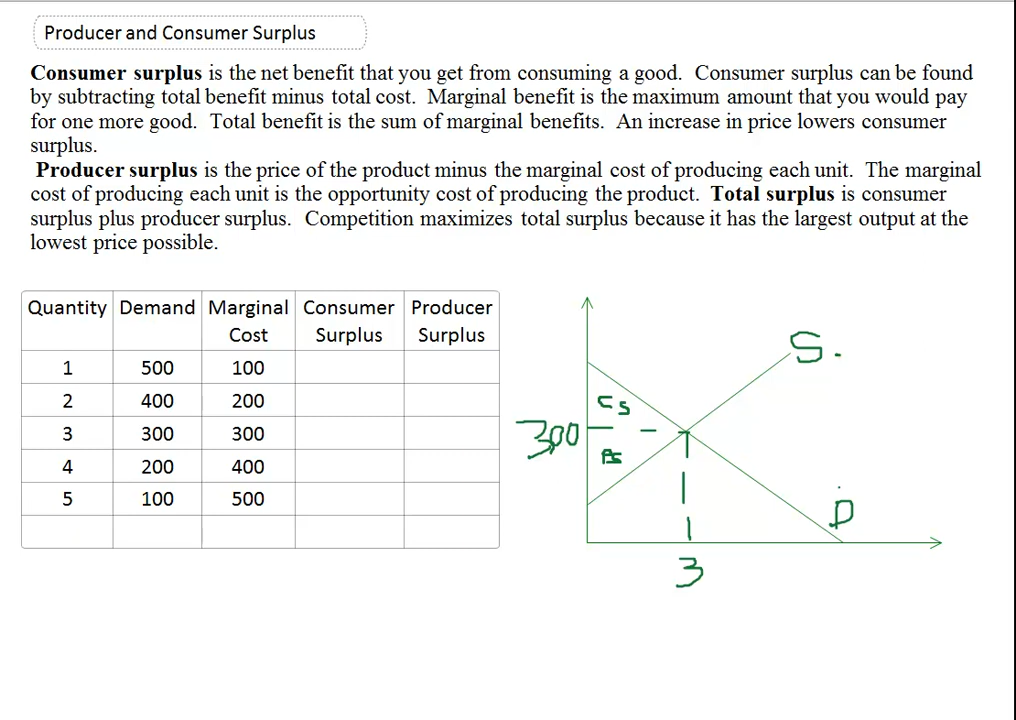 Producer and Consumer Surplus
Consumer surplus is the net benefit that you get from consuming a good. Consumer surplus can be found
by subtracting total benefit minus total cost. Marginal benefit is the maximum amount that you would pay
for one more good. Total benefit is the sum of marginal benefits. An increase in price lowers consumer
surplus.
Producer surplus is the price of the product minus the marginal cost of producing each unit. The marginal
cost of producing each unit is the opportunity cost of producing the product. Total surplus is consumer
surplus plus producer surplus. Competition maximizes total surplus because it has the largest output at the
lowest price possible.
Quantity Demand Marginal Consumer Producer
Cost Surplus Surplus
1 500 100
2 400 200
3 300 300
4 200 400
5 100 500
S.
CS
300
PS
D
3